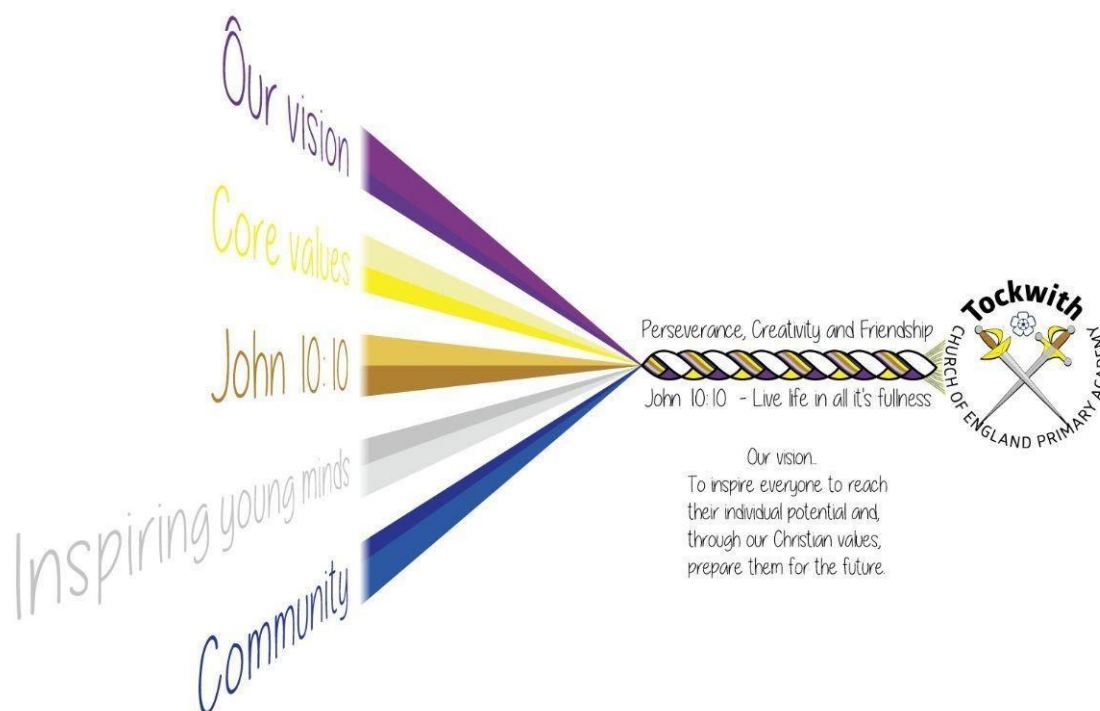 Ôur vision
Core values
John 10:10
Inspiring young minds
Community
Perseverance, Creativity and Friendship
John 10:10 - Live life in all it's fullness
Our vision...
To inspire everyone to reach
their individual potential and,
through our Christian values,
prepare them for the future.
Tockwith
CHURCH OF ENGLAND PRIMARY ACADEMY